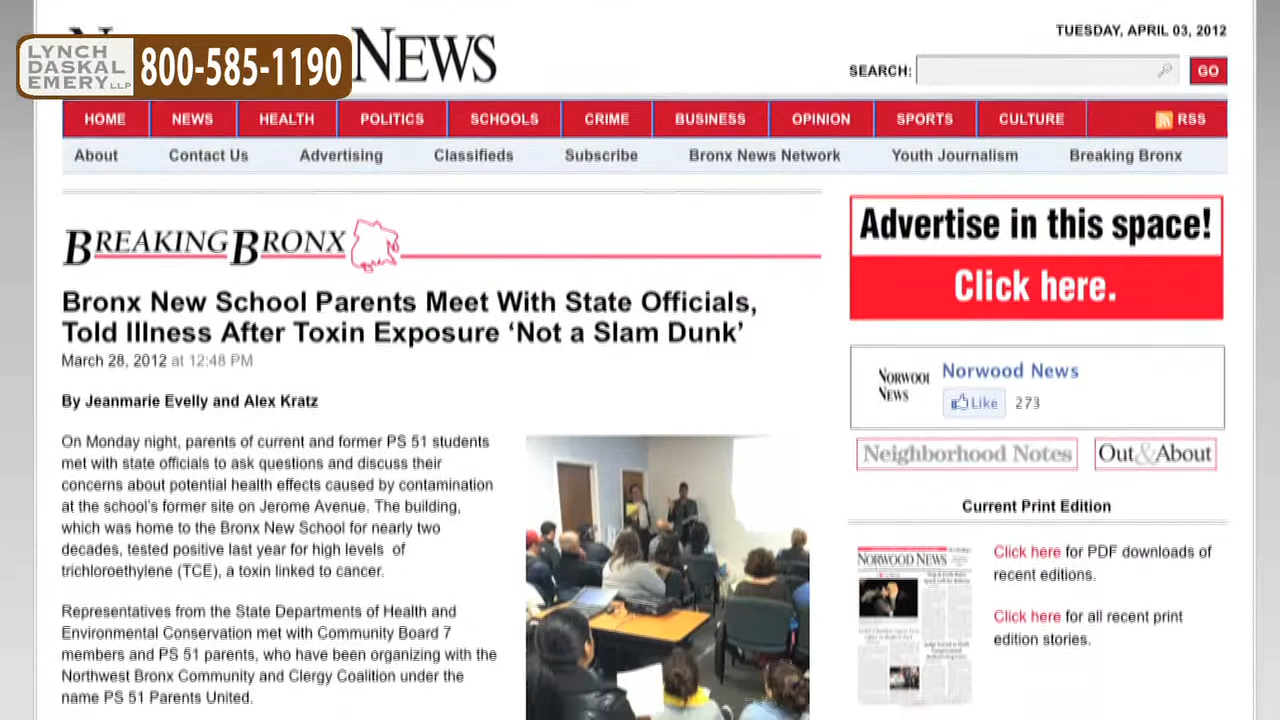 LYNCH
DASKAL
EMERY LLP
800-585-1190
NEWS
TUESDAY, APRIL 03, 2012
SEARCH:
GO
HOME
NEWS
HEALTH
POLITICS
SCHOOLS
CRIME
BUSINESS
OPINION
SPORTS
CULTURE
RSS
About
Contact Us
Advertising
Classifieds
Subscribe
Bronx News Network
Youth Journalism
Breaking Bronx
BREAKING BRONX
Bronx New School Parents Meet With State Officials,
Told Illness After Toxin Exposure ‘Not a Slam Dunk’
March 28, 2012 at 12:48 PM
By Jeanmarie Evelly and Alex Kratz
On Monday night, parents of current and former PS 51 students
met with state officials to ask questions and discuss their
concerns about potential health effects caused by contamination
at the school’s former site on Jerome Avenue. The building,
which was home to the Bronx New School for nearly two
decades, tested positive last year for high levels of
trichloroethylene (TCE), a toxin linked to cancer.
Representatives from the State Departments of Health and
Environmental Conservation met with Community Board 7
members and PS 51 parents who have been organizing with the
Northwest Bronx Community and Clergy Coalition under the
name PS 51 Parents United.
Advertise in this space!
Click here.
NORWOOD
NEWS
Norwood News
Like
273
Neighborhood Notes
Out&About
Current Print Edition
NORWOOD NEWS
Click here for PDF downloads of
recent editions.
Click here for all recent print
edition stories.